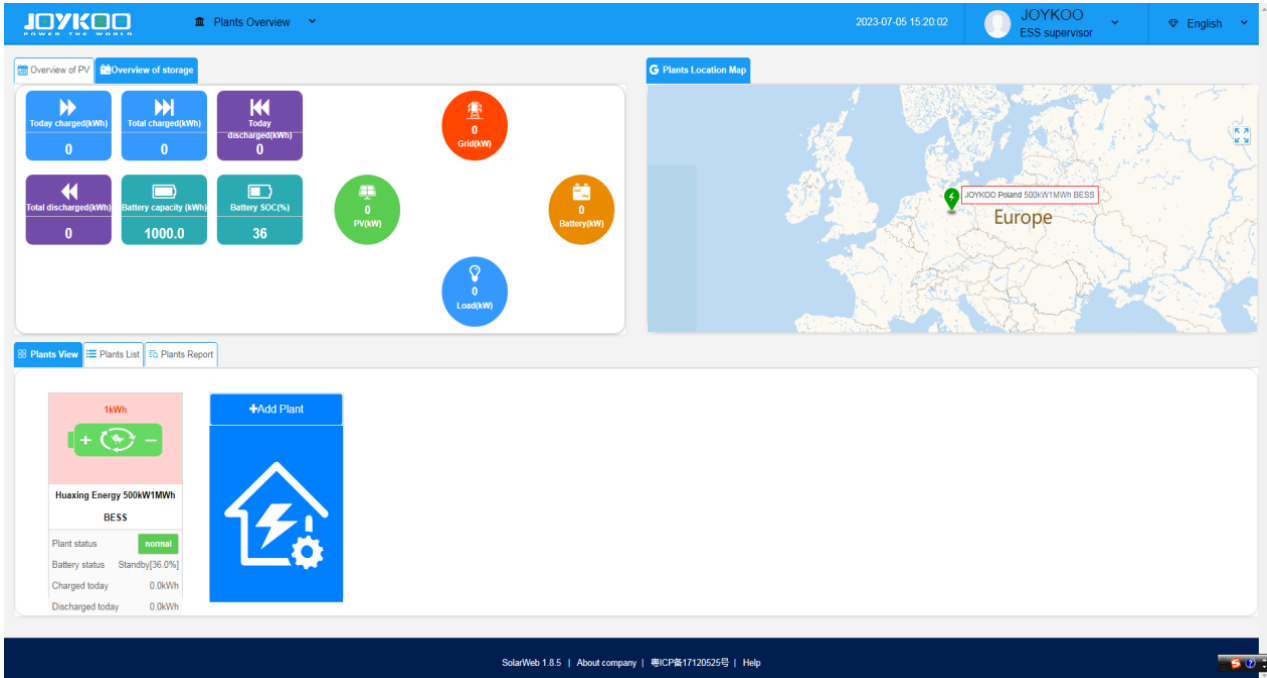 JOYKOO
POWER THE WORLD
Plants Overview
2023-07-05 15:20:02
JOYKOO
ESS supervisor
English
Overview of PV
Overview of storage
Today charged(kWh)
0
Total charged(kWh)
0
Today
discharged(kWh)
0
Total discharged(kWh)
0
Battery capacity (kWh)
1000.0
Battery SOC(%)
36
0
Grid(kW)
0
PV(kW)
0
Battery(kW)
0
Load(kW)
G Plants Location Map
JOYKOO Poland 500kW1MWh BESS
Europe
Plants View
Plants List
Plants Report
1kWh
Huaxing Energy 500kW1MWh
BESS
Plant status normal
Battery status Standby[36.0%]
Charged today 0.0kWh
Discharged today 0.0kWh
+Add Plant
SolarWeb 1.8.5 | About company | 粤ICP备17120525号 | Help